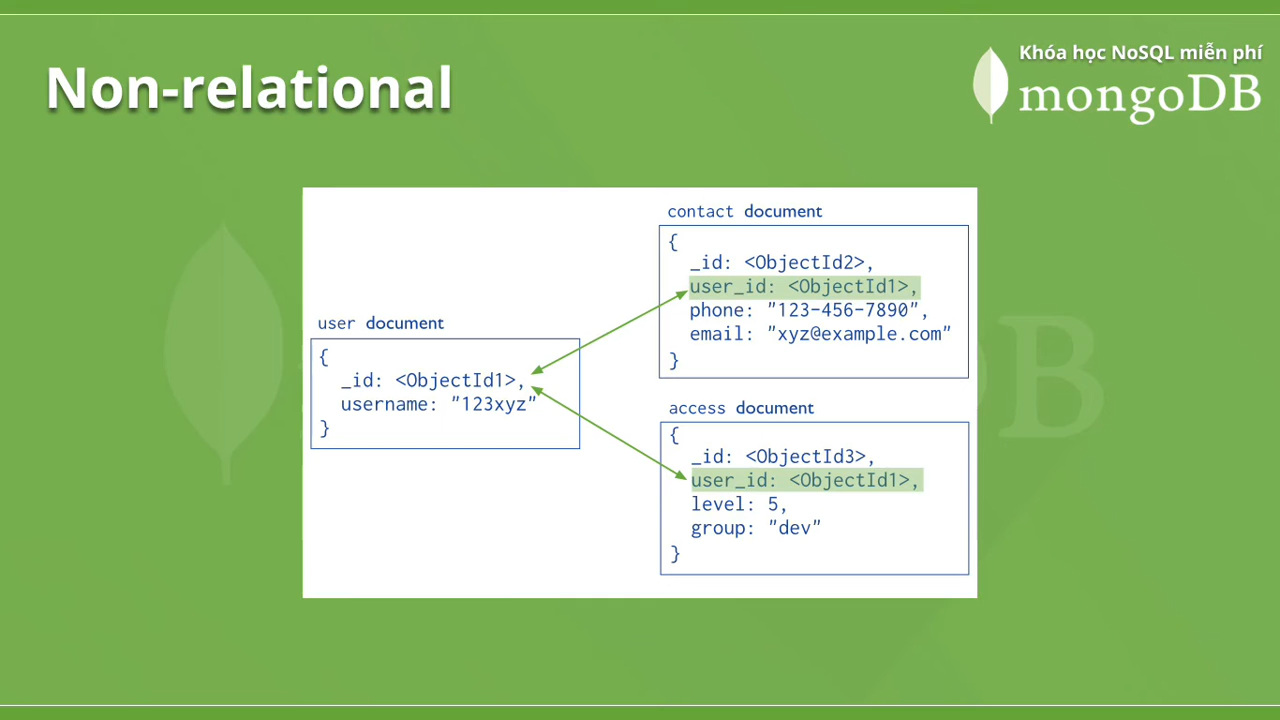 Non-relational
Khóa học NoSQL miễn phí
mongoDB
user document
{
_id: <ObjectId1>,
username: "123xyz"
}
contact document
{
_id: <ObjectId2>,
user_id: <ObjectId1>,
phone: "123-456-7890",
email: "xyz@example.com"
}
access document
{
_id: <ObjectId3>,
user_id: <ObjectId1>,
level: 5,
group: "dev"
}